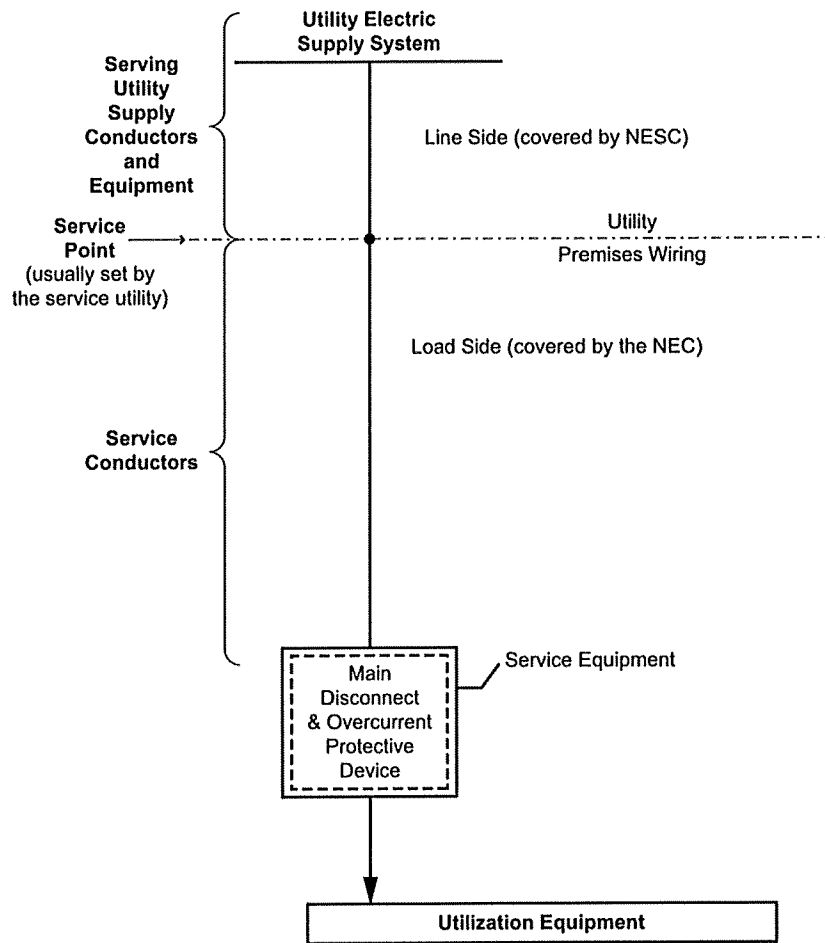 Utility Electric
Supply System
Serving
Utility
Supply
Conductors
and
Equipment
Line Side (covered by NESC)
Service
Point
(usually set by
the service utility)
Utility
Premises Wiring
Load Side (covered by the NEC)
Service
Conductors
Main
Disconnect
& Overcurrent
Protective
Device
Service Equipment
Utilization Equipment